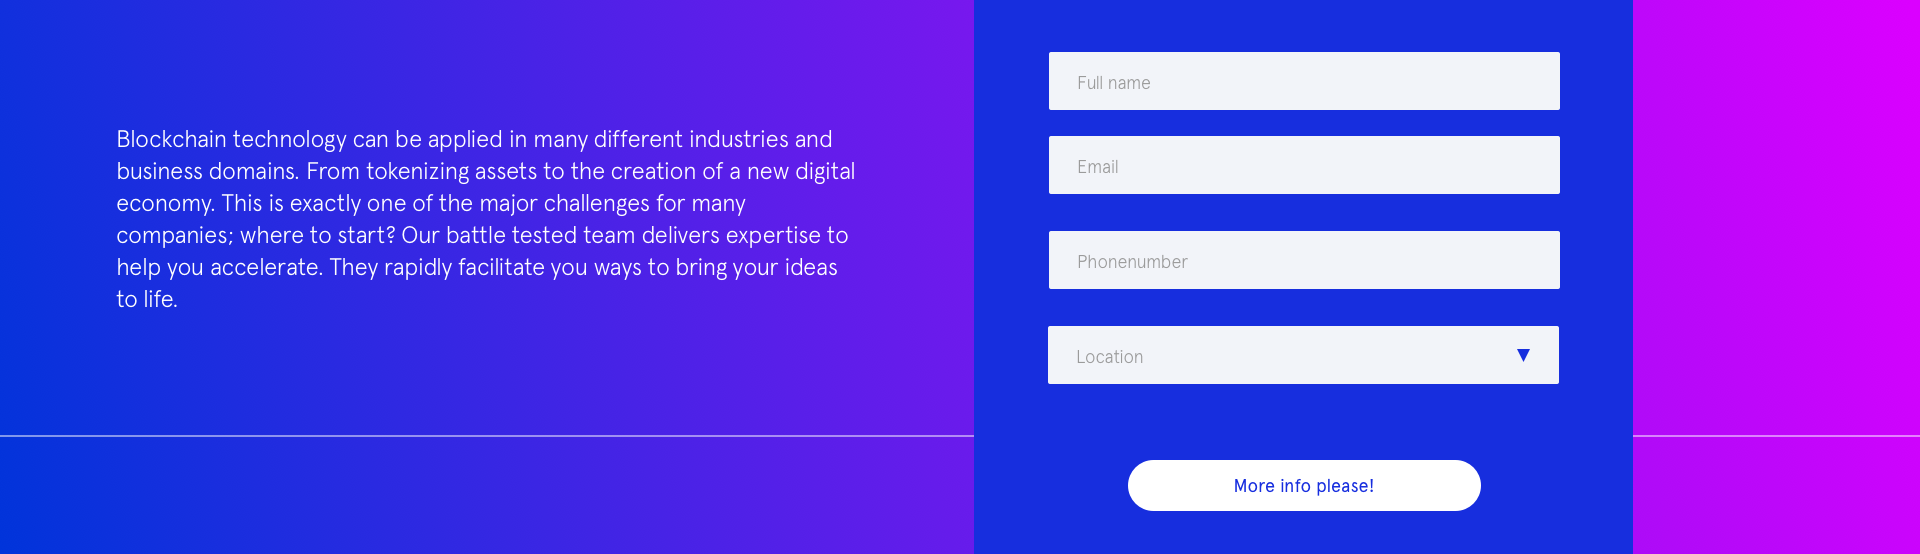 Blockchain technology can be applied in many different industries and
business domains. From tokenizing assets to the creation of a new digital
economy. This is exactly one of the major challenges for many
companies; where to start? Our battle tested team delivers expertise to
help you accelerate. They rapidly facilitate you ways to bring your ideas
to life.
Full name
Email
Phonenumber
Location
More info please!